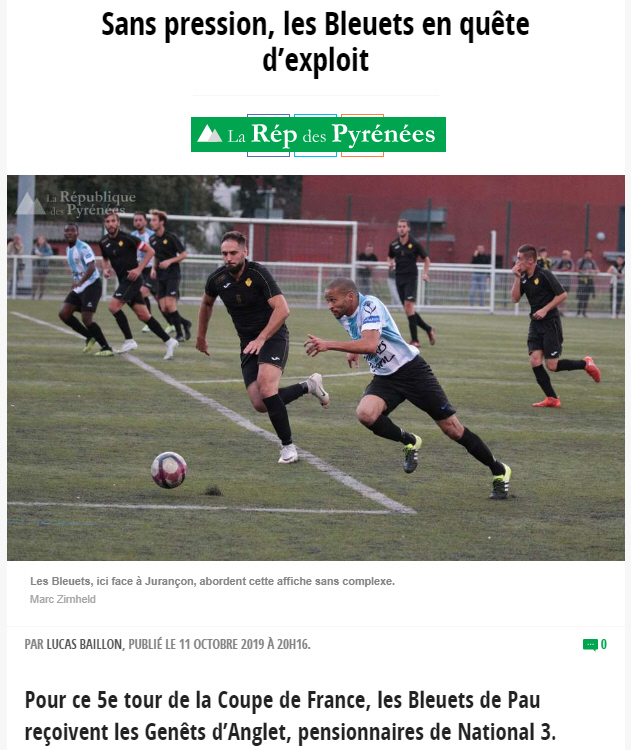 Sans pression, les Bleuets en quête
d'exploit
La Rép des Pyrénées
La République
des Pyrénées
Les Bleuets, ici face à Jurançon, abordent cette affiche sans complexe.
Marc Zirnheld
PAR LUCAS BAILLON, PUBLIÉ LE 11 OCTOBRE 2019 À 20H16.
0
Pour ce 5e tour de la Coupe de France, les Bleuets de Pau
reçoivent les Genêts d'Anglet, pensionnaires de National 3.